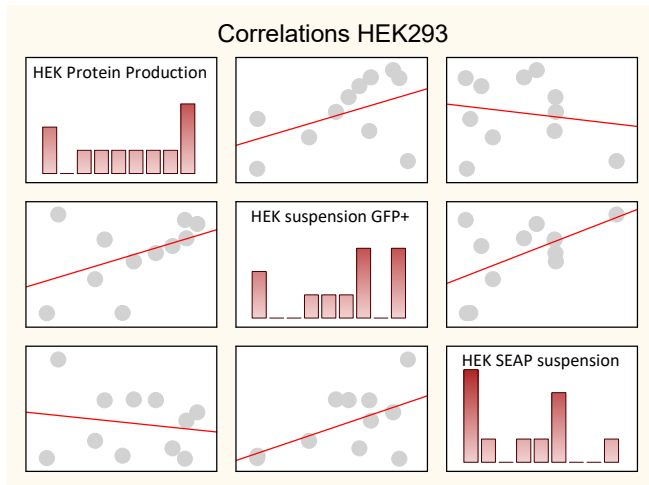 Correlations HEK293
HEK Protein Production
HEK suspension GFP+
HEK SEAP suspension